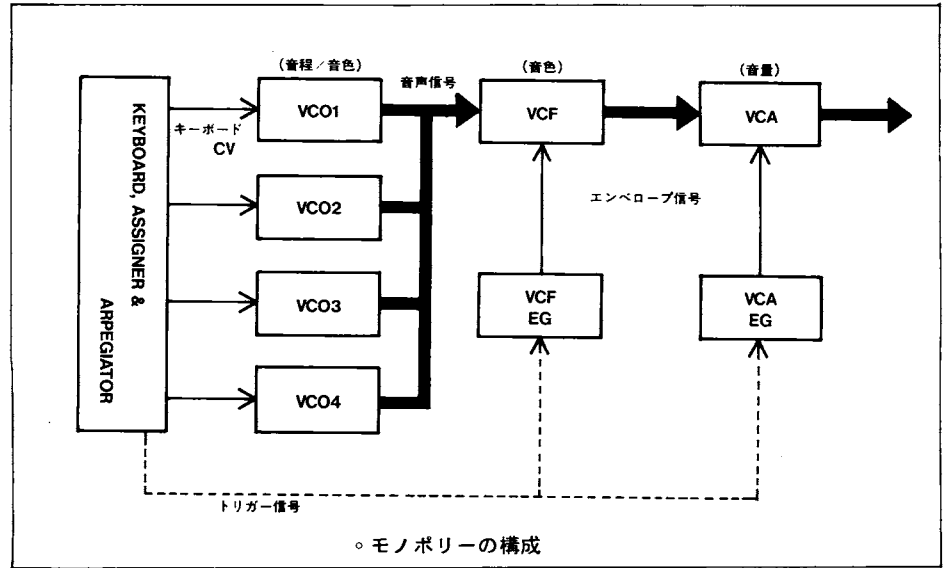 (音程／音色)
音声信号
(音色)
(音量)
KEYBOARD, ASSIGNER &
ARPEGIATOR
キーボード
CV
VCO1
VCO2
VCO3
VCO4
VCF
VCA
エンベロープ信号
VCF
EG
VCA
EG
トリガー信号
○モノポリーの構成